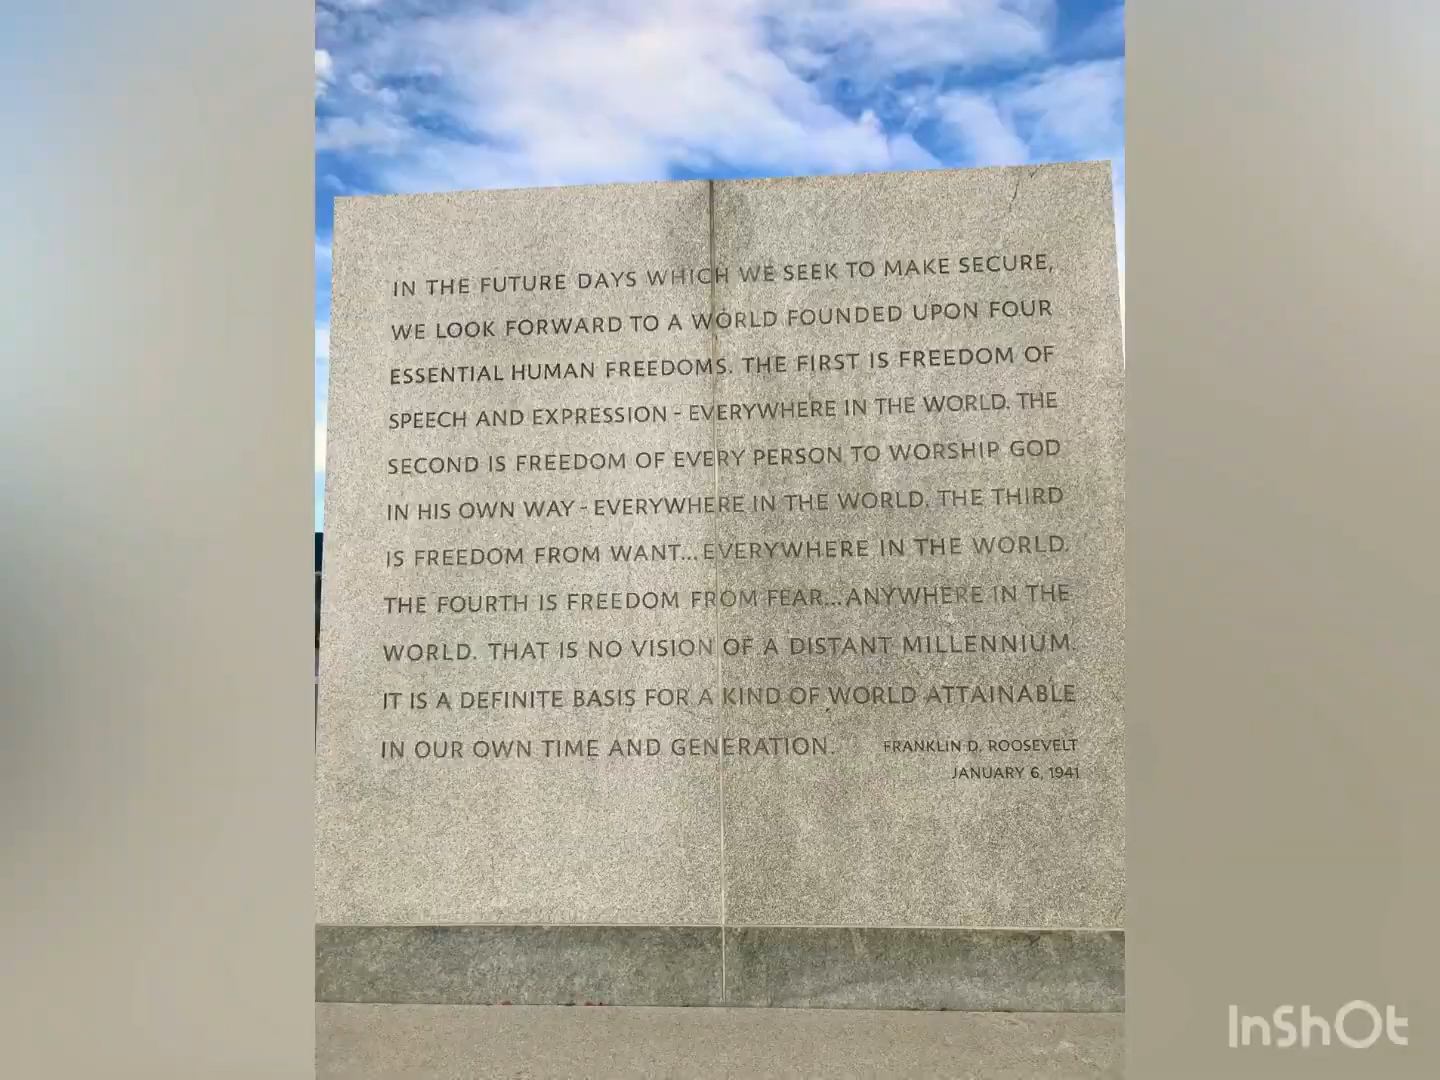 IN THE FUTURE DAYS WHICH WE SEEK TO MAKE SECURE,
WE LOOK FORWARD TO A WORLD FOUNDED UPON FOUR
ESSENTIAL HUMAN FREEDOMS. THE FIRST IS FREEDOM OF
SPEECH AND EXPRESSION - EVERYWHERE IN THE WORLD. THE
SECOND IS FREEDOM OF EVERY PERSON TO WORSHIP GOD
IN HIS OWN WAY - EVERYWHERE IN THE WORLD. THE THIRD
IS FREEDOM FROM WANT...EVERYWHERE IN THE WORLD.
THE FOURTH IS FREEDOM FROM FEAR...ANYWHERE IN THE
WORLD. THAT IS NO VISION OF A DISTANT MILLENNIUM.
IT IS A DEFINITE BASIS FOR A KIND OF WORLD ATTAINABLE
IN OUR OWN TIME AND GENERATION. FRANKLIN D. ROOSEVELT
JANUARY 6, 1941
InShOt